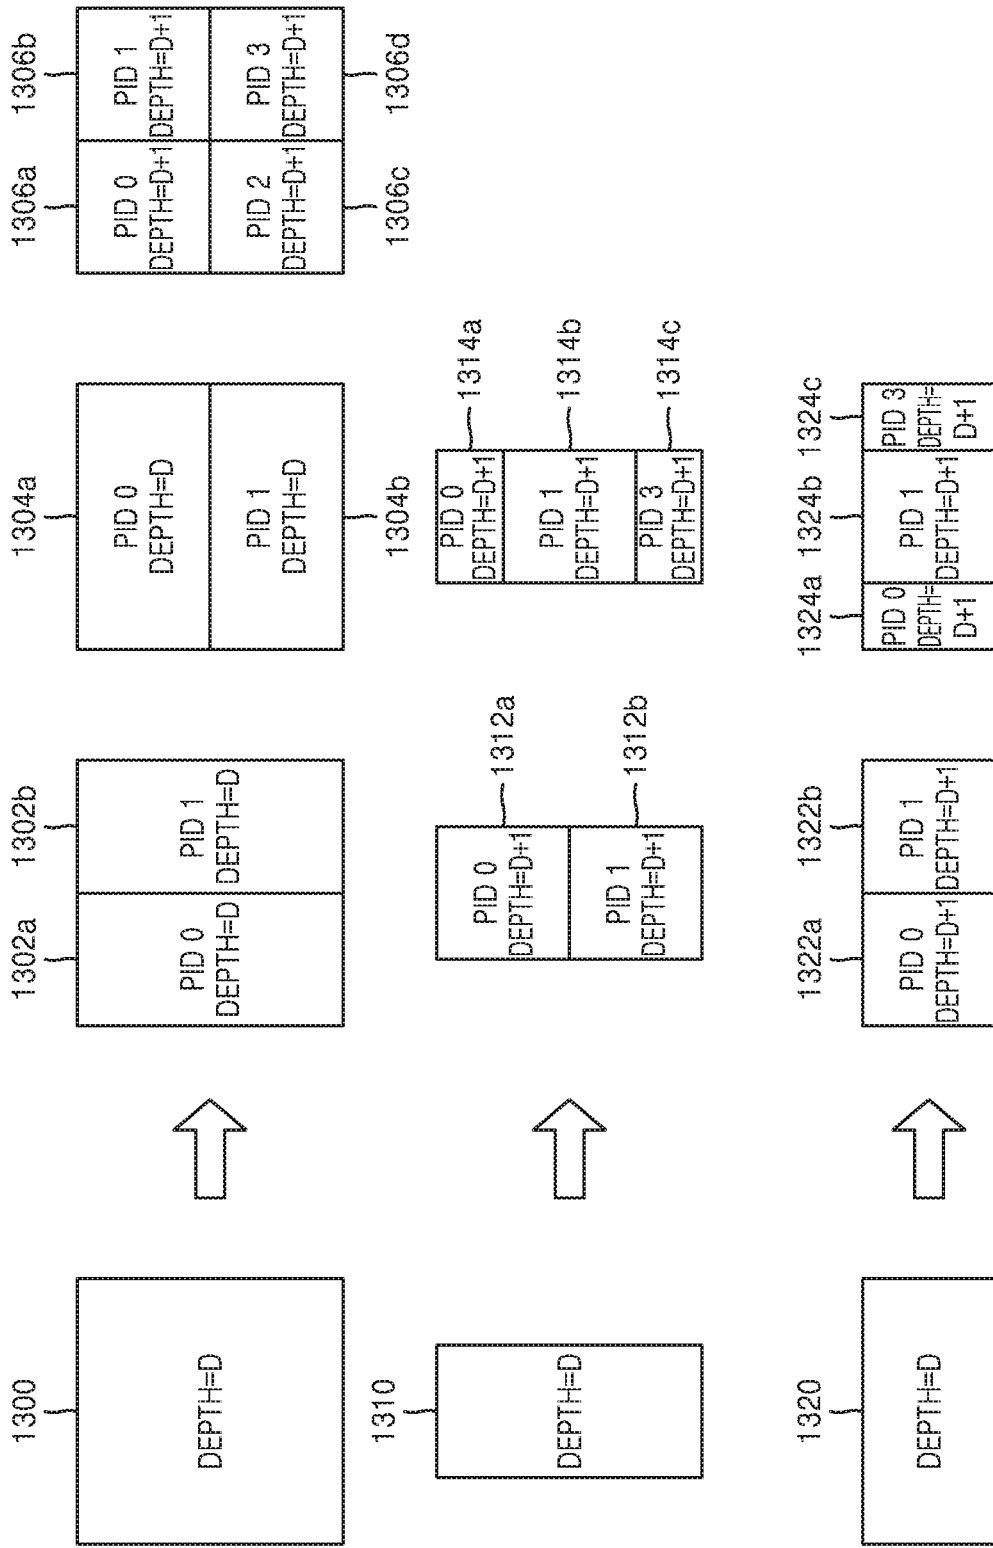 1300
DEPTH=D
1302a
1302b
PID 0
DEPTH=D
PID 1
DEPTH=D
1304a
PID 0
DEPTH=D
PID 1
DEPTH=D
1304b
1306a
1306b
PID 0
DEPTH=D+1
PID 1
DEPTH=D+1
PID 2
DEPTH=D+1
PID 3
DEPTH=D+1
1306c
1306d
1310
DEPTH=D
PID 0
DEPTH=D+1
1312a
PID 1
DEPTH=D+1
1312b
PID 0
DEPTH=D+1
1314a
PID 1
DEPTH=D+1
1314b
PID 3
DEPTH=D+1
1314c
1320
DEPTH=D
1322a
1322b
PID 0
DEPTH=D+1
PID 1
DEPTH=D+1
1324a
1324b
1324c
PID 0
DEPTH=
D+1
PID 1
DEPTH=D+1
PID 3
DEPTH=
D+1